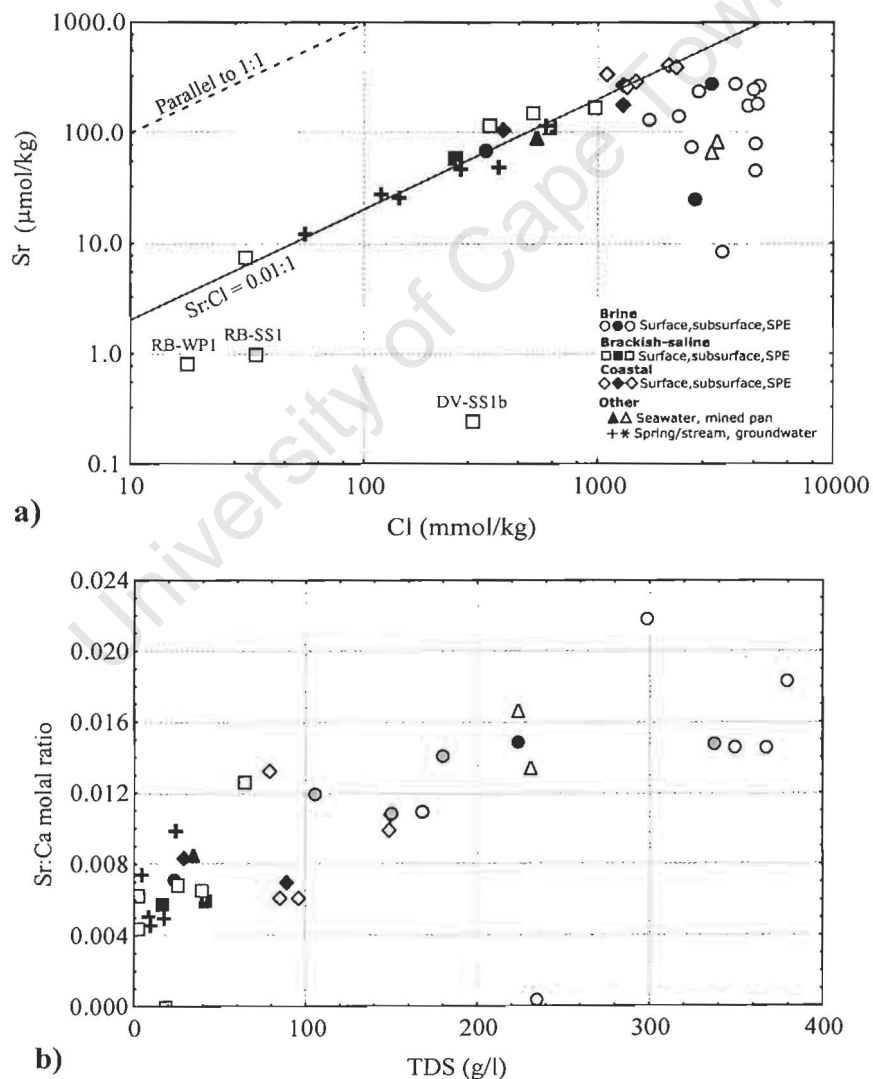 University of Cape Town
1000.0
100.0
10.0
1.0
0.1
Sr (µmol/kg)
Parallel to 1:1
Sr:Cl = 0.01:1
RB-WP1
RB-SS1
DV-SS1b
Brine
Surface,subsurface,SPE
Brackish-saline
Surface,subsurface,SPE
Coastal
Surface,subsurface,SPE
Other
Seawater, mined pan
Spring/stream, groundwater
10
100
1000
10000
a)
Cl (mmol/kg)
0.024
0.020
0.016
0.012
0.008
0.004
0.000
Sr:Ca molal ratio
0
100
200
300
400
b)
TDS (g/l)